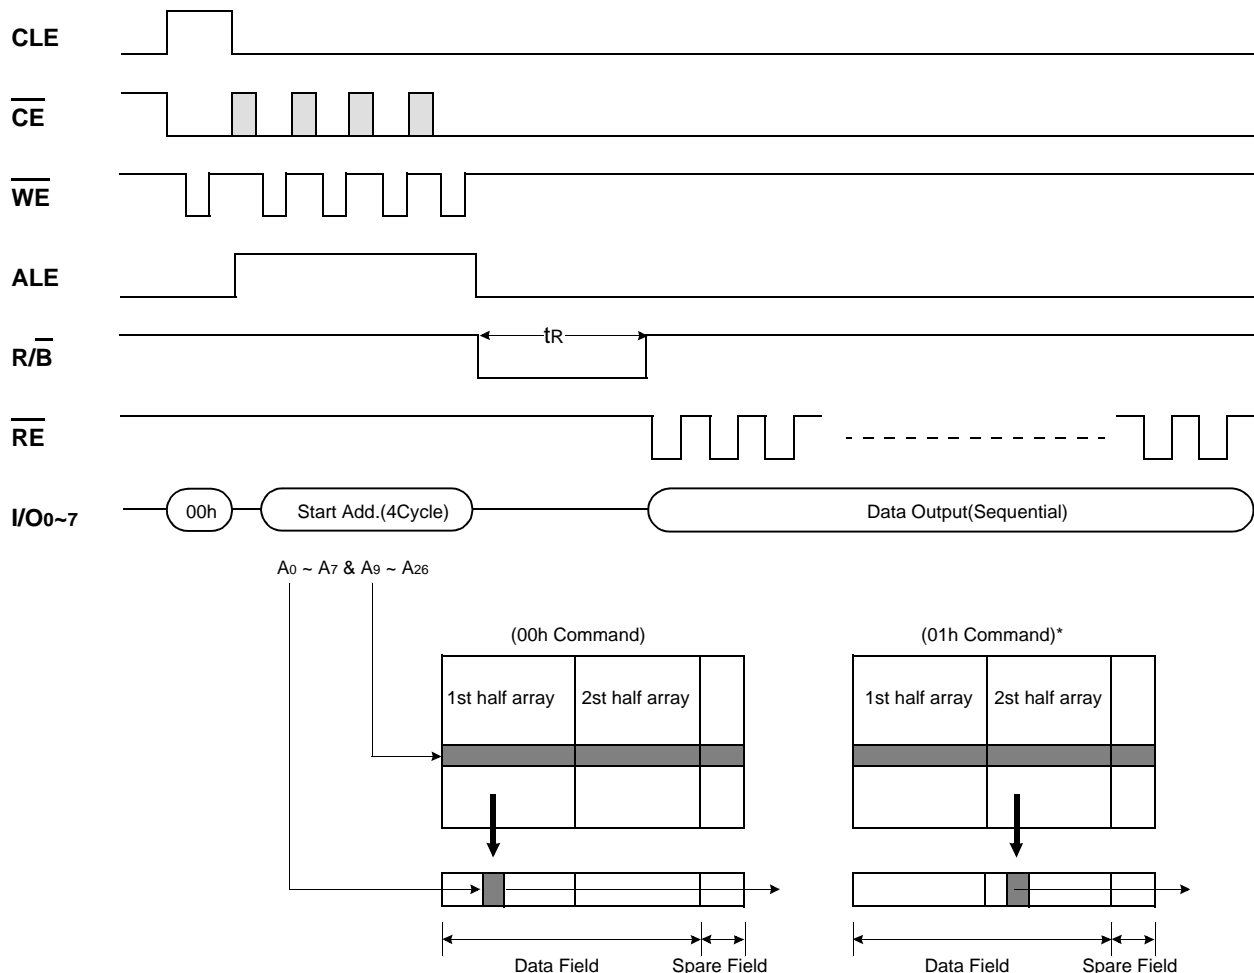 CLE
CE
WE
ALE
R/B
tR
RE
I/O0~7
00h
Start Add.(4Cycle)
Data Output(Sequential)
A0 ~ A7 & A9 ~ A26
(00h Command)
(01h Command)*
1st half array
2st half array
1st half array
2st half array
Data Field
Spare Field
Data Field
Spare Field